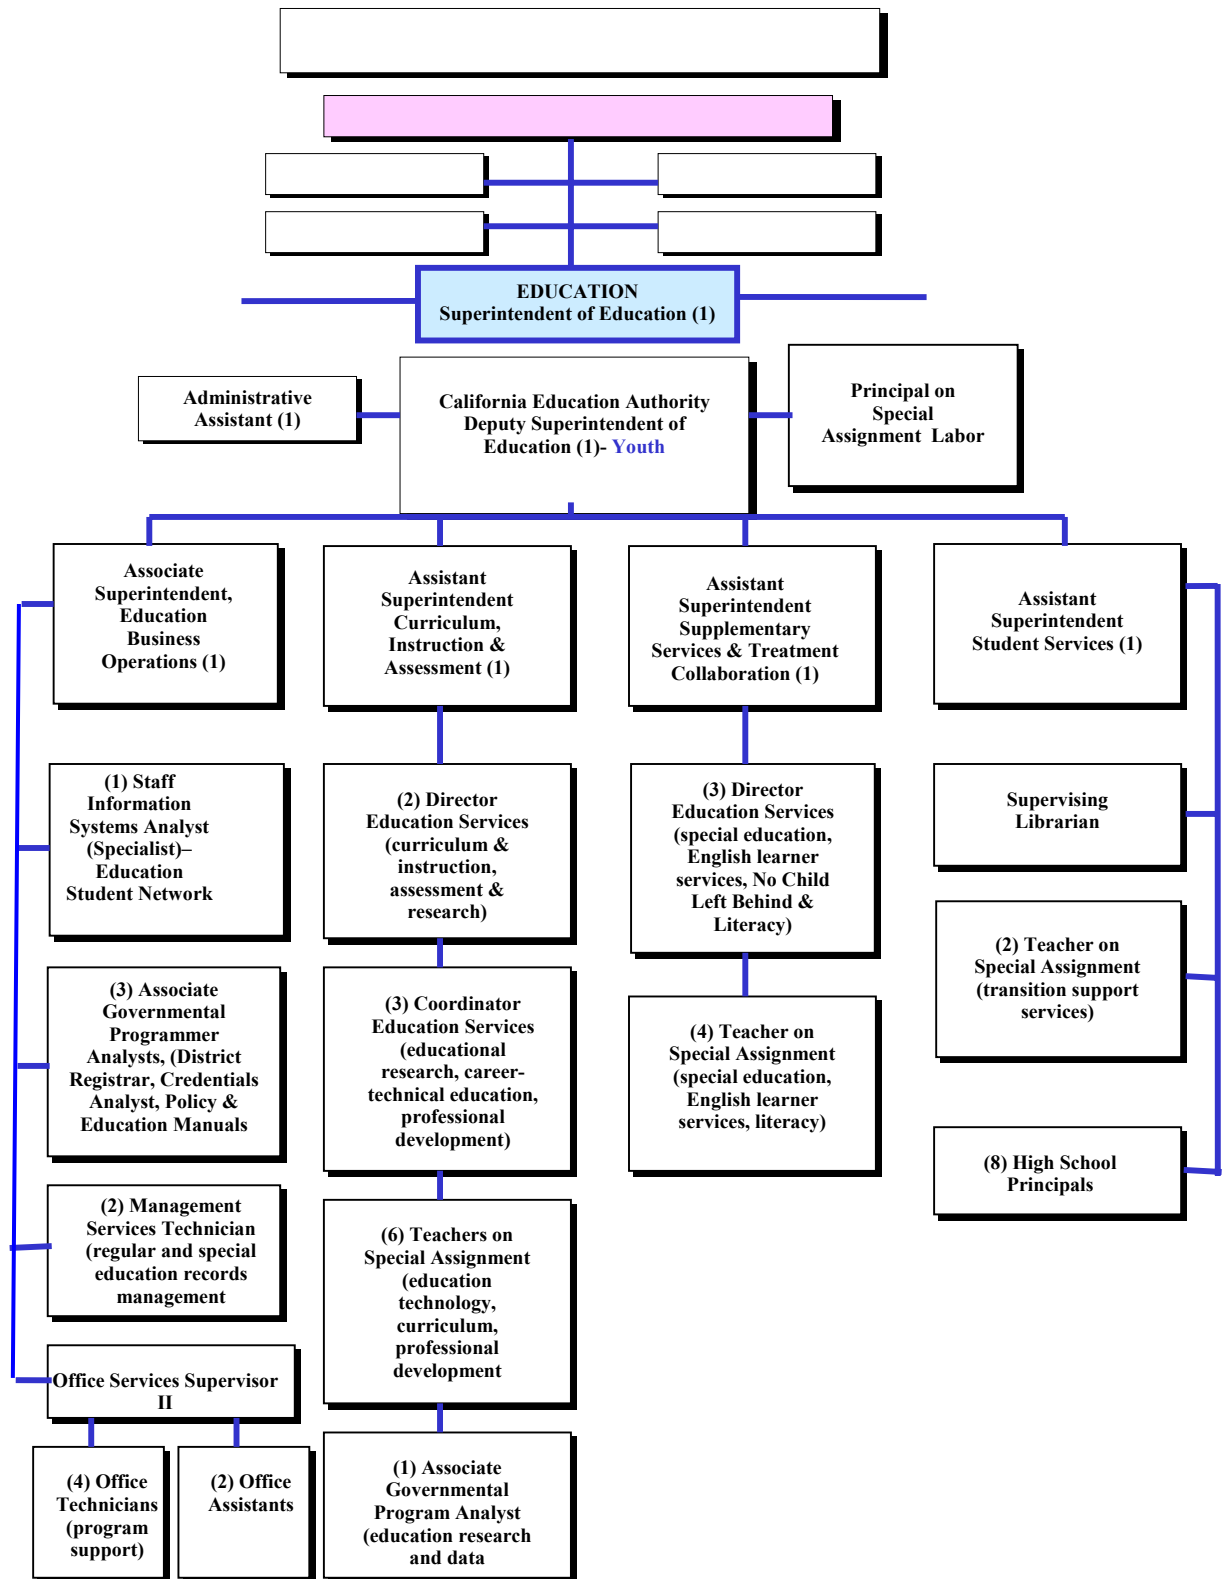 EDUCATION
Superintendent of Education (1)
Administrative
Assistant (1)
California Education Authority
Deputy Superintendent of
Education (1)- Youth
Principal on
Special
Assignment Labor
Associate
Superintendent,
Education
Business
Operations (1)
Assistant
Superintendent
Curriculum,
Instruction &
Assessment (1)
Assistant
Superintendent
Supplementary
Services & Treatment
Collaboration (1)
Assistant
Superintendent
Student Services (1)
(1) Staff
Information
Systems Analyst
(Specialist)–
Education
Student Network
(2) Director
Education Services
(curriculum &
instruction,
assessment &
research)
(3) Director
Education Services
(special education,
English learner
services, No Child
Left Behind &
Literacy)
Supervising
Librarian
(2) Teacher on
Special Assignment
(transition support
services)
(3) Associate
Governmental
Programmer
Analysts, (District
Registrar, Credentials
Analyst, Policy &
Education Manuals
(3) Coordinator
Education Services
(educational
research, career-
technical education,
professional
development)
(4) Teacher on
Special Assignment
(special education,
English learner
services, literacy)
(8) High School
Principals
(2) Management
Services Technician
(regular and special
education records
management
(6) Teachers on
Special Assignment
(education
technology,
curriculum,
professional
development
Office Services Supervisor
II
(4) Office
Technicians
(program
support)
(2) Office
Assistants
(1) Associate
Governmental
Program Analyst
(education research
and data